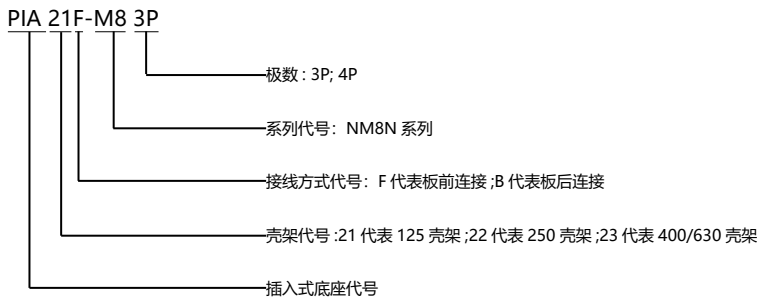 PIA 21F-M8 3P
极数 : 3P; 4P
系列代号：NM8N 系列
接线方式代号：F 代表板前连接 ;B 代表板后连接
壳架代号 :21 代表 125 壳架 ;22 代表 250 壳架 ;23 代表 400/630 壳架
插入式底座代号